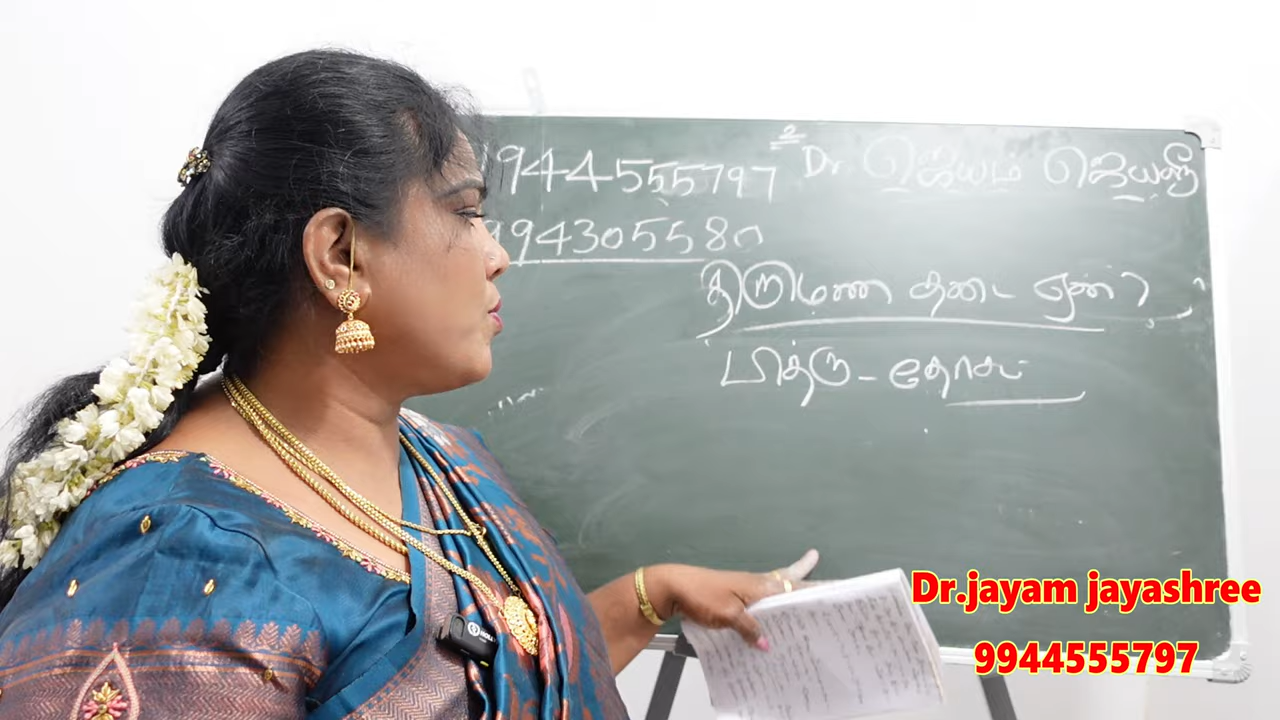 9944555797 Dr. ஜெயம் ஜெயஸ்ரீ
9943055580
திருமண தடை ஏன்?
பித்ரு - தோசம்
Dr.jayam jayashree
9944555797